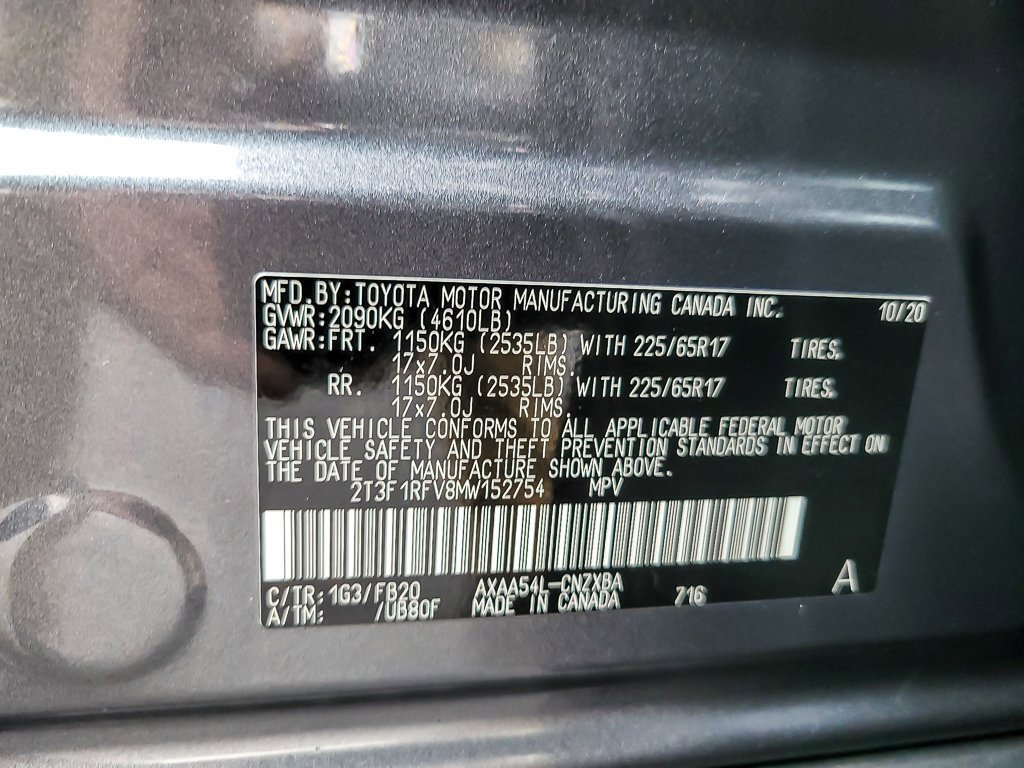 MFD.BY:TOYOTA MOTOR MANUFACTURING CANADA INC. 10/20
GVWR:2090KG (4610LB)
GAWR:FRT. 1150KG (2535LB) WITH 225/65R17 TIRES,
17x7.0J RIMS,
RR. 1150KG (2535LB) WITH 225/65R17 TIRES,
17x7.0J RIMS.
THIS VEHICLE CONFORMS TO ALL APPLICABLE FEDERAL MOTOR
VEHICLE SAFETY AND THEFT PREVENTION STANDARDS IN EFFECT ON
THE DATE OF MANUFACTURE SHOWN ABOVE.
2T3F1RFV8MW152754 MPV
C/TR:1G3/FB20 AXAA54L-CNZXBA 716 A
A/TM: /UB80F MADE IN CANADA